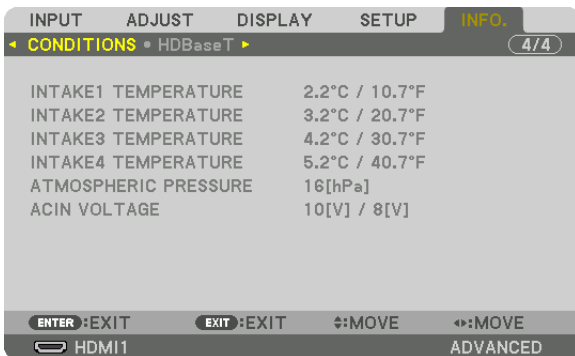 INPUT ADJUST DISPLAY SETUP INFO.
CONDITIONS • HDBaseT 4/4
INTAKE1 TEMPERATURE 2.2°C / 10.7°F
INTAKE2 TEMPERATURE 3.2°C / 20.7°F
INTAKE3 TEMPERATURE 4.2°C / 30.7°F
INTAKE4 TEMPERATURE 5.2°C / 40.7°F
ATMOSPHERIC PRESSURE 16[hPa]
ACIN VOLTAGE 10[V] / 8[V]
ENTER :EXIT EXIT :EXIT :MOVE :MOVE
HDMI1 ADVANCED